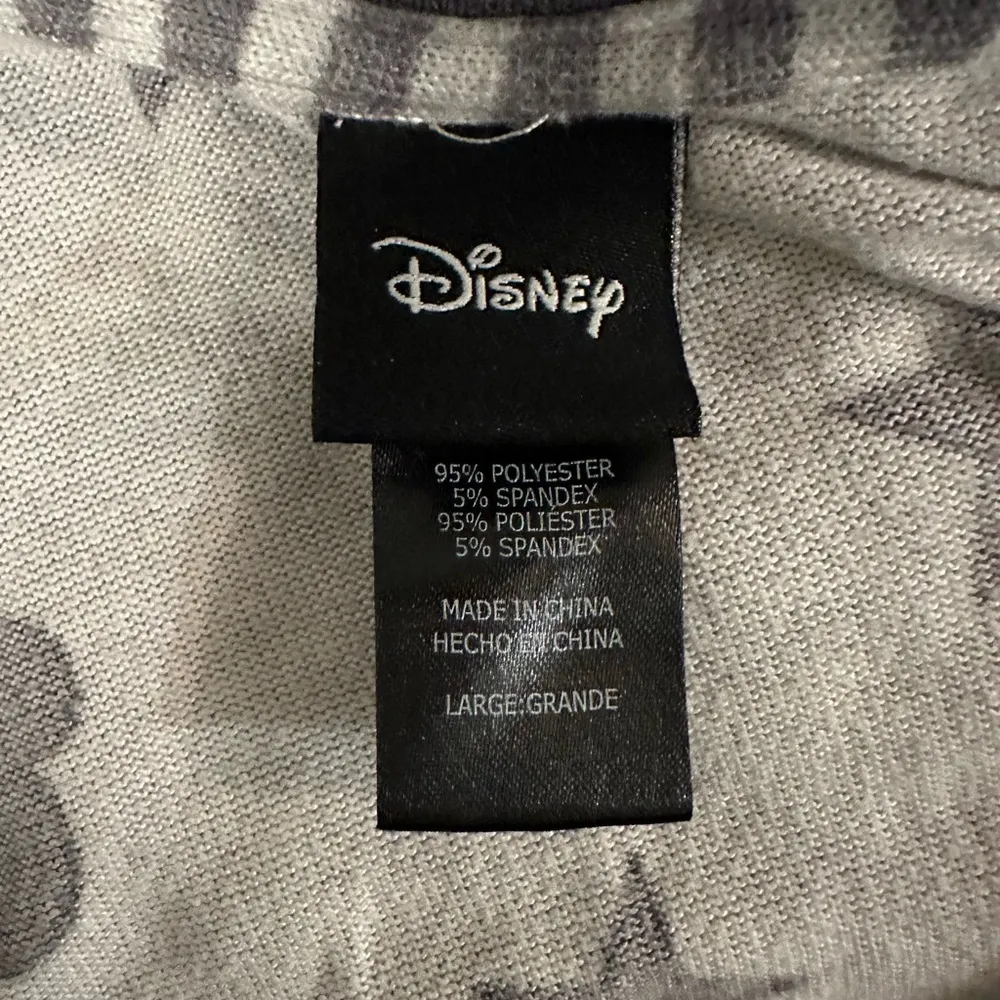 Disney
95% POLYESTER
5% SPANDEX
95% POLIÉSTER
5% SPANDEX
MADE IN CHINA
HECHO EN CHINA
LARGE:GRANDE